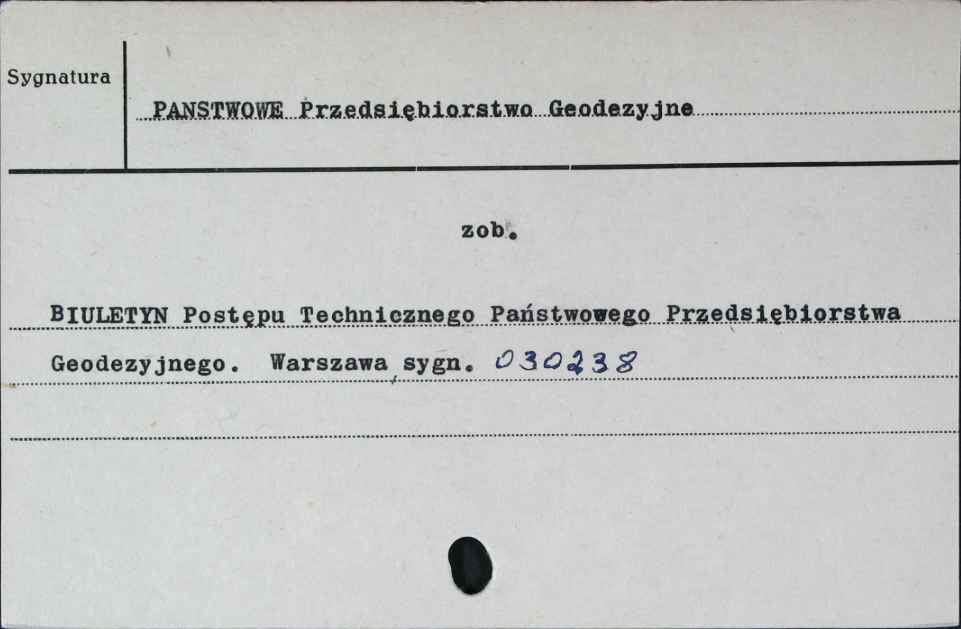 Sygnatura
PANSTWOWE Przedsiębiorstwo Geodezyjne
zob.
BIULETYN Postępu Technicznego Państwowego Przedsiębiorstwa
Geodezyjnego. Warszawa sygn. 030238